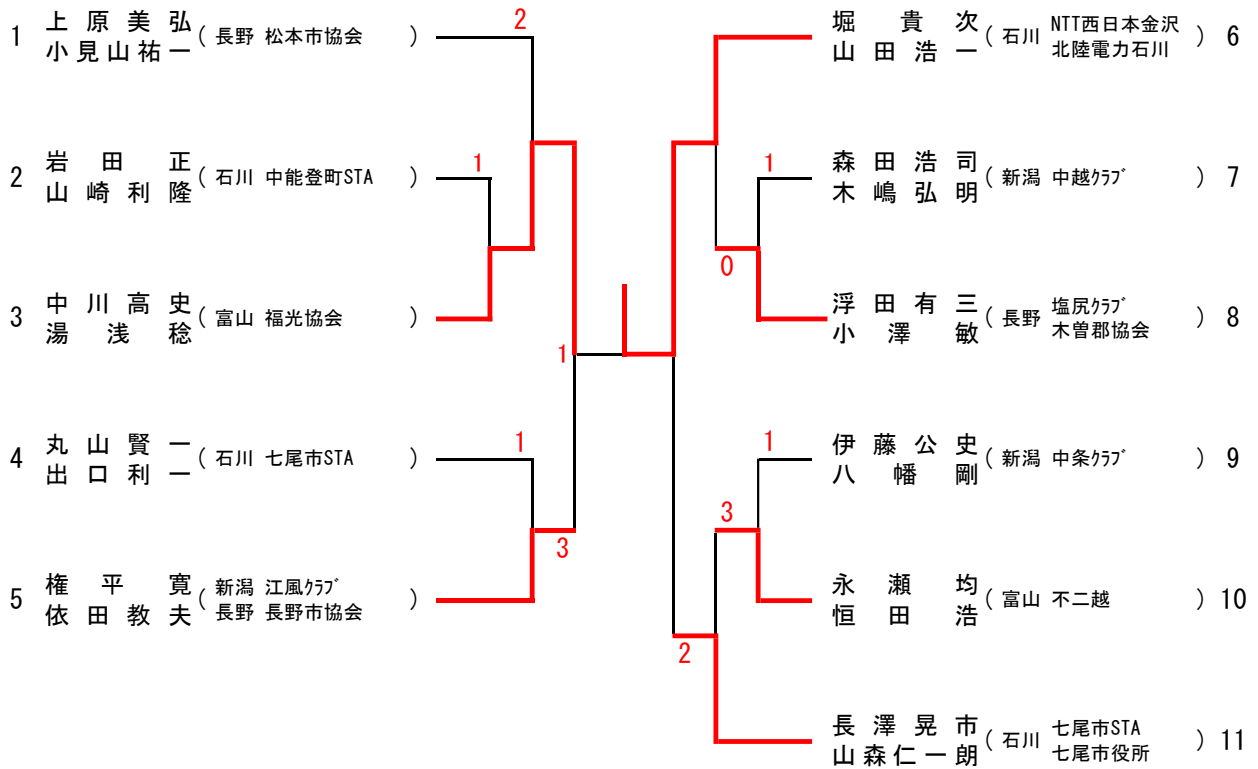 1 上原美弘 ( 長野 松本市協会 ) 2
小見山祐一
2 岩田正 ( 石川 中能登町STA ) 1
山崎利隆
3 中川高史 ( 富山 福光協会 )
湯浅稔
1
4 丸山賢一 ( 石川 七尾市STA ) 1
出口利一
3
5 権平寛 ( 新潟 江風ｸﾗﾌﾞ
依田教夫 長野 長野市協会 )
堀貴次 ( 石川 NTT西日本金沢 ) 6
山田浩一 北陸電力石川
1 森田浩司 ( 新潟 中越ｸﾗﾌﾞ ) 7
木嶋弘明
0
浮田有三 ( 長野 塩尻ｸﾗﾌﾞ ) 8
小澤敏 木曽郡協会
1 伊藤公史 ( 新潟 中条ｸﾗﾌﾞ ) 9
八幡剛
3
永瀬均 ( 富山 不二越 ) 10
恒田浩
2
長澤晃市 ( 石川 七尾市STA ) 11
山森仁一朗 七尾市役所